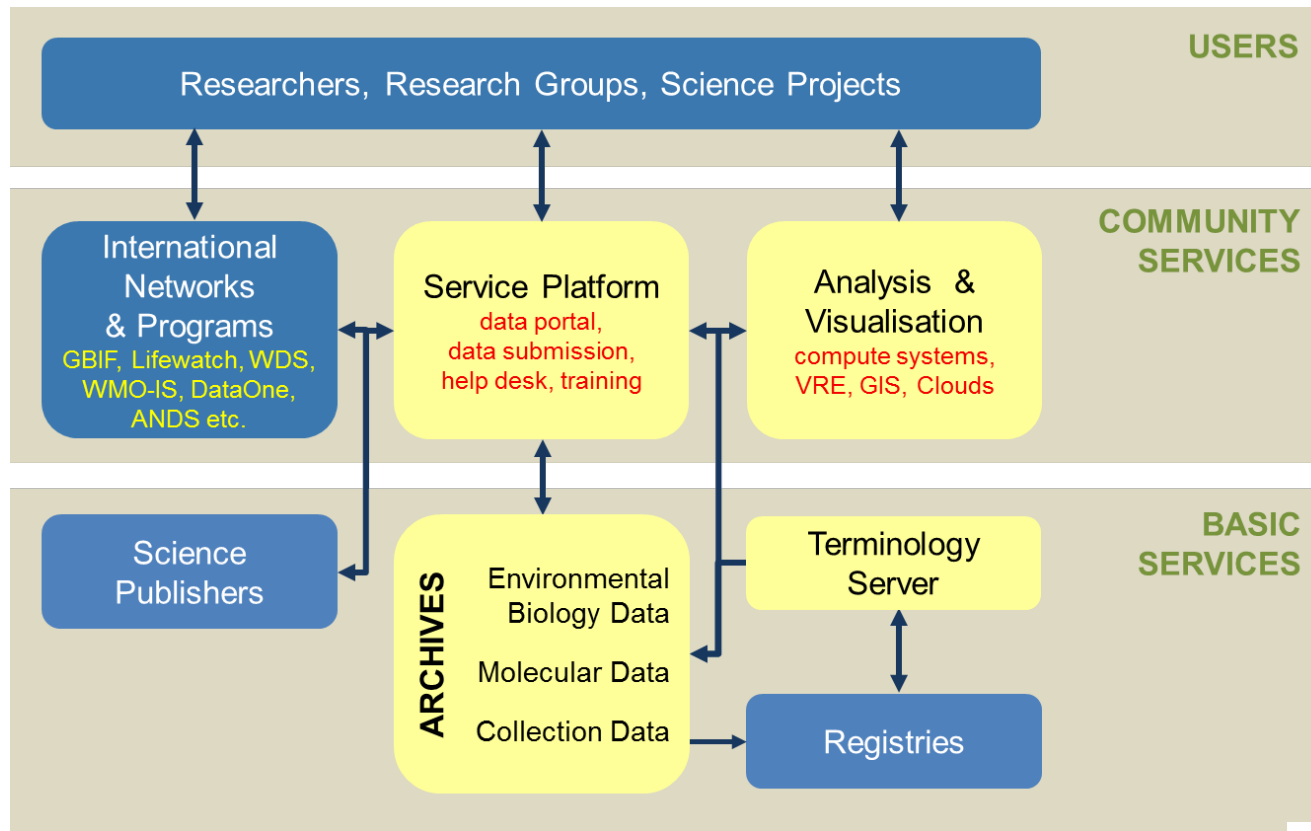 USERS
Researchers, Research Groups, Science Projects
COMMUNITY
SERVICES
International
Networks
& Programs
GBIF, Lifewatch, WDS,
WMO-IS, DataOne,
ANDS etc.
Service Platform
data portal,
data submission,
help desk, training
Analysis &
Visualisation
compute systems,
VRE, GIS, Clouds
BASIC
SERVICES
Science
Publishers
ARCHIVES
Environmental
Biology Data
Molecular Data
Collection Data
Terminology
Server
Registries